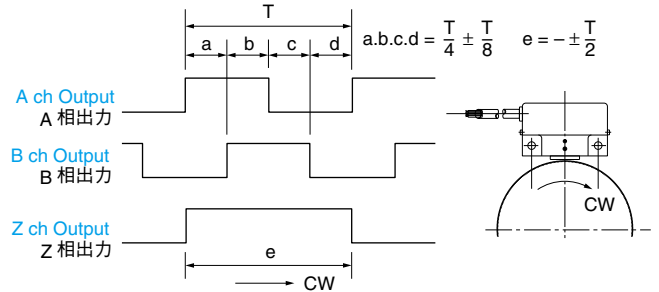 T
a b c d
a.b.c.d = T/4 ± T/8 e = – ± T/2
A ch Output
A 相出力
B ch Output
B 相出力
Z ch Output
Z 相出力
e
CW
CW